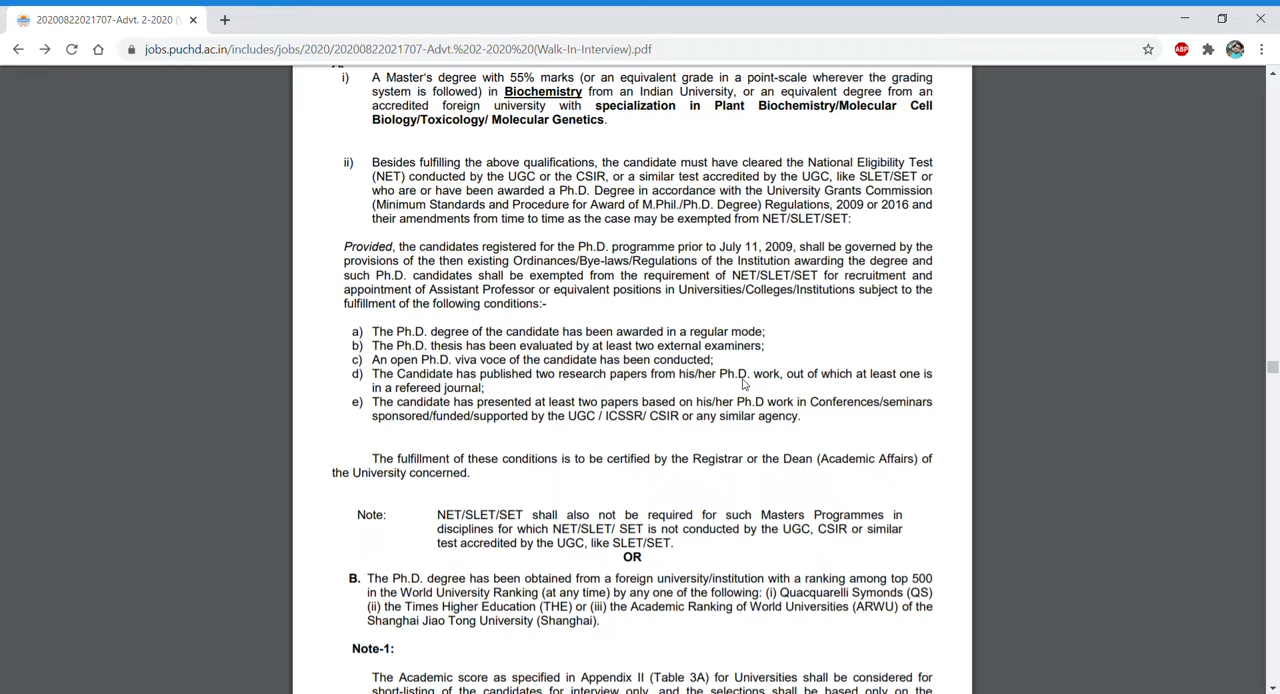 20200822021707-Advt. 2-2020 (
jobs.puchd.ac.in/includes/jobs/2020/20200822021707-Advt.%202-2020%20(Walk-In-Interview).pdf
ABP
i) A Master's degree with 55% marks (or an equivalent grade in a point-scale wherever the grading
system is followed) in Biochemistry from an Indian University, or an equivalent degree from an
accredited foreign university with specialization in Plant Biochemistry/Molecular Cell
Biology/Toxicology/ Molecular Genetics.
ii) Besides fulfilling the above qualifications, the candidate must have cleared the National Eligibility Test
(NET) conducted by the UGC or the CSIR, or a similar test accredited by the UGC, like SLET/SET or
who are or have been awarded a Ph.D. Degree in accordance with the University Grants Commission
(Minimum Standards and Procedure for Award of M.Phil./Ph.D. Degree) Regulations, 2009 or 2016 and
their amendments from time to time as the case may be exempted from NET/SLET/SET:
Provided, the candidates registered for the Ph.D. programme prior to July 11, 2009, shall be governed by the
provisions of the then existing Ordinances/Bye-laws/Regulations of the Institution awarding the degree and
such Ph.D. candidates shall be exempted from the requirement of NET/SLET/SET for recruitment and
appointment of Assistant Professor or equivalent positions in Universities/Colleges/Institutions subject to the
fulfillment of the following conditions:-
a) The Ph.D. degree of the candidate has been awarded in a regular mode;
b) The Ph.D. thesis has been evaluated by at least two external examiners;
c) An open Ph.D. viva voce of the candidate has been conducted;
d) The Candidate has published two research papers from his/her Ph.D. work, out of which at least one is
in a refereed journal;
e) The candidate has presented at least two papers based on his/her Ph.D work in Conferences/seminars
sponsored/funded/supported by the UGC / ICSSR/ CSIR or any similar agency.
The fulfillment of these conditions is to be certified by the Registrar or the Dean (Academic Affairs) of
the University concerned.
Note: NET/SLET/SET shall also not be required for such Masters Programmes in
disciplines for which NET/SLET/ SET is not conducted by the UGC, CSIR or similar
test accredited by the UGC, like SLET/SET.
OR
B. The Ph.D. degree has been obtained from a foreign university/institution with a ranking among top 500
in the World University Ranking (at any time) by any one of the following: (i) Quacquarelli Symonds (QS)
(ii) the Times Higher Education (THE) or (iii) the Academic Ranking of World Universities (ARWU) of the
Shanghai Jiao Tong University (Shanghai).
Note-1:
The Academic score as specified in Appendix II (Table 3A) for Universities shall be considered for
short-listing of the candidates for interview only, and the selections shall be based only on the